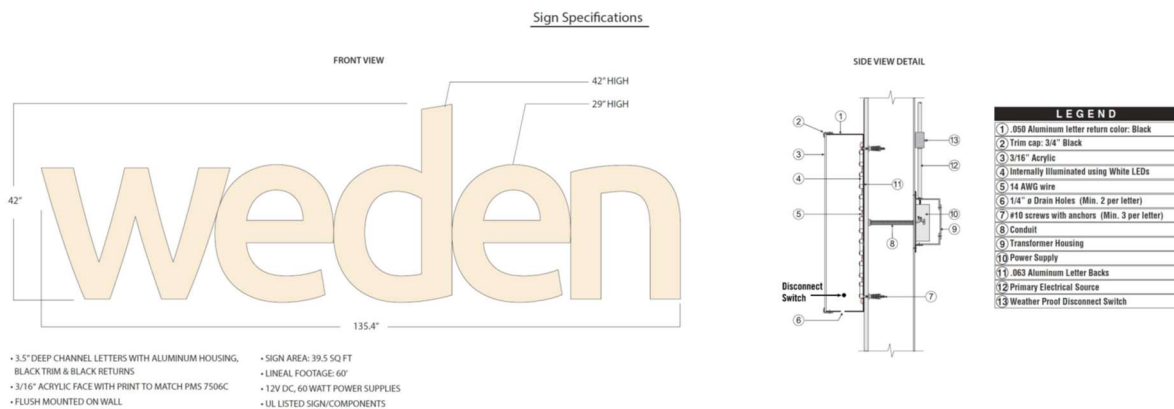 Sign Specifications
FRONT VIEW
42" HIGH
29" HIGH
42"
weden
135.4"
• 3.5" DEEP CHANNEL LETTERS WITH ALUMINUM HOUSING,
BLACK TRIM & BLACK RETURNS
• 3/16" ACRYLIC FACE WITH PRINT TO MATCH PMS 7506C
• FLUSH MOUNTED ON WALL
• SIGN AREA: 39.5 SQ FT
• LINEAL FOOTAGE: 60'
• 12V DC, 60 WATT POWER SUPPLIES
• UL LISTED SIGN/COMPONENTS
SIDE VIEW DETAIL
1
2
3
4
5
Disconnect
Switch
6
7
8
9
10
11
12
13
LEGEND
1 .050 Aluminum letter return color: Black
2 Trim cap: 3/4" Black
3 3/16" Acrylic
4 Internally Illuminated using White LEDs
5 14 AWG wire
6 1/4" ø Drain Holes (Min. 2 per letter)
7 #10 screws with anchors (Min. 3 per letter)
8 Conduit
9 Transformer Housing
10 Power Supply
11 .063 Aluminum Letter Backs
12 Primary Electrical Source
13 Weather Proof Disconnect Switch